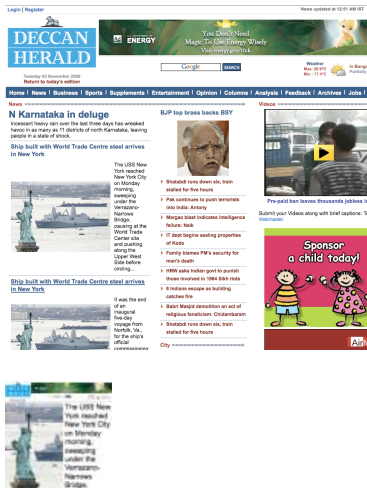 Login | Register
News updated at 12:51 AM IST
DECCAN
HERALD
ENERGY
You Don't Need
Magic To Use Energy Wisely
Visit energy.gov/tink
Tuesday 03 November 2009
Return to today's edition
Google
SEARCH
Weather
Max: 28.5°C
Min : 17.4°C
In Bang
Partially
Home | News | Business | Sports | Supplements | Entertainment | Opinion | Columns | Analysis | Feedback | Archives | Jobs |
News
N Karnataka in deluge
Incessant heavy rain over the last three days has wreaked
havoc in as many as 11 districts of north Karnataka, leaving
people in a state of shock.
Ship built with World Trade Centre steel arrives
in New York
The USS New
York reached
New York City
on Monday
morning,
sweeping
under the
Verrazano-
Narrows
Bridge,
pausing at the
World Trade
Center site
and pushing
along the
Upper West
Side before
circling...
Ship built with World Trade Centre steel arrives
in New York
It was the end
of an
inaugural
five-day
voyage from
Norfolk, Va,
for the ship's
official
commissioning
BJP top brass backs BSY
Shatabdi runs down six, train
stalled for five hours
Pak continues to push terrorists
into India: Antony
Margao blast indicates intelligence
failure: Naik
IT dept begins sealing properties
of Koda
Family blames PM's security for
man's death
HRW asks Indian govt to punish
those involved in 1984 Sikh riots
8 Indians escape as building
catches fire
Babri Masjid demolition an act of
religious fanaticism: Chidambaram
Shatabdi runs down six, train
stalled for five hours
City
Videos
Pre-paid ban leaves thousands jobless in
Submit your Videos along with brief captions:
Webmaster.
Sponsor
a child today!
Airte
The USS New
York reached
New York City
on Monday
morning,
sweeping
under the
Verrazano-
Narrows
Bridge,